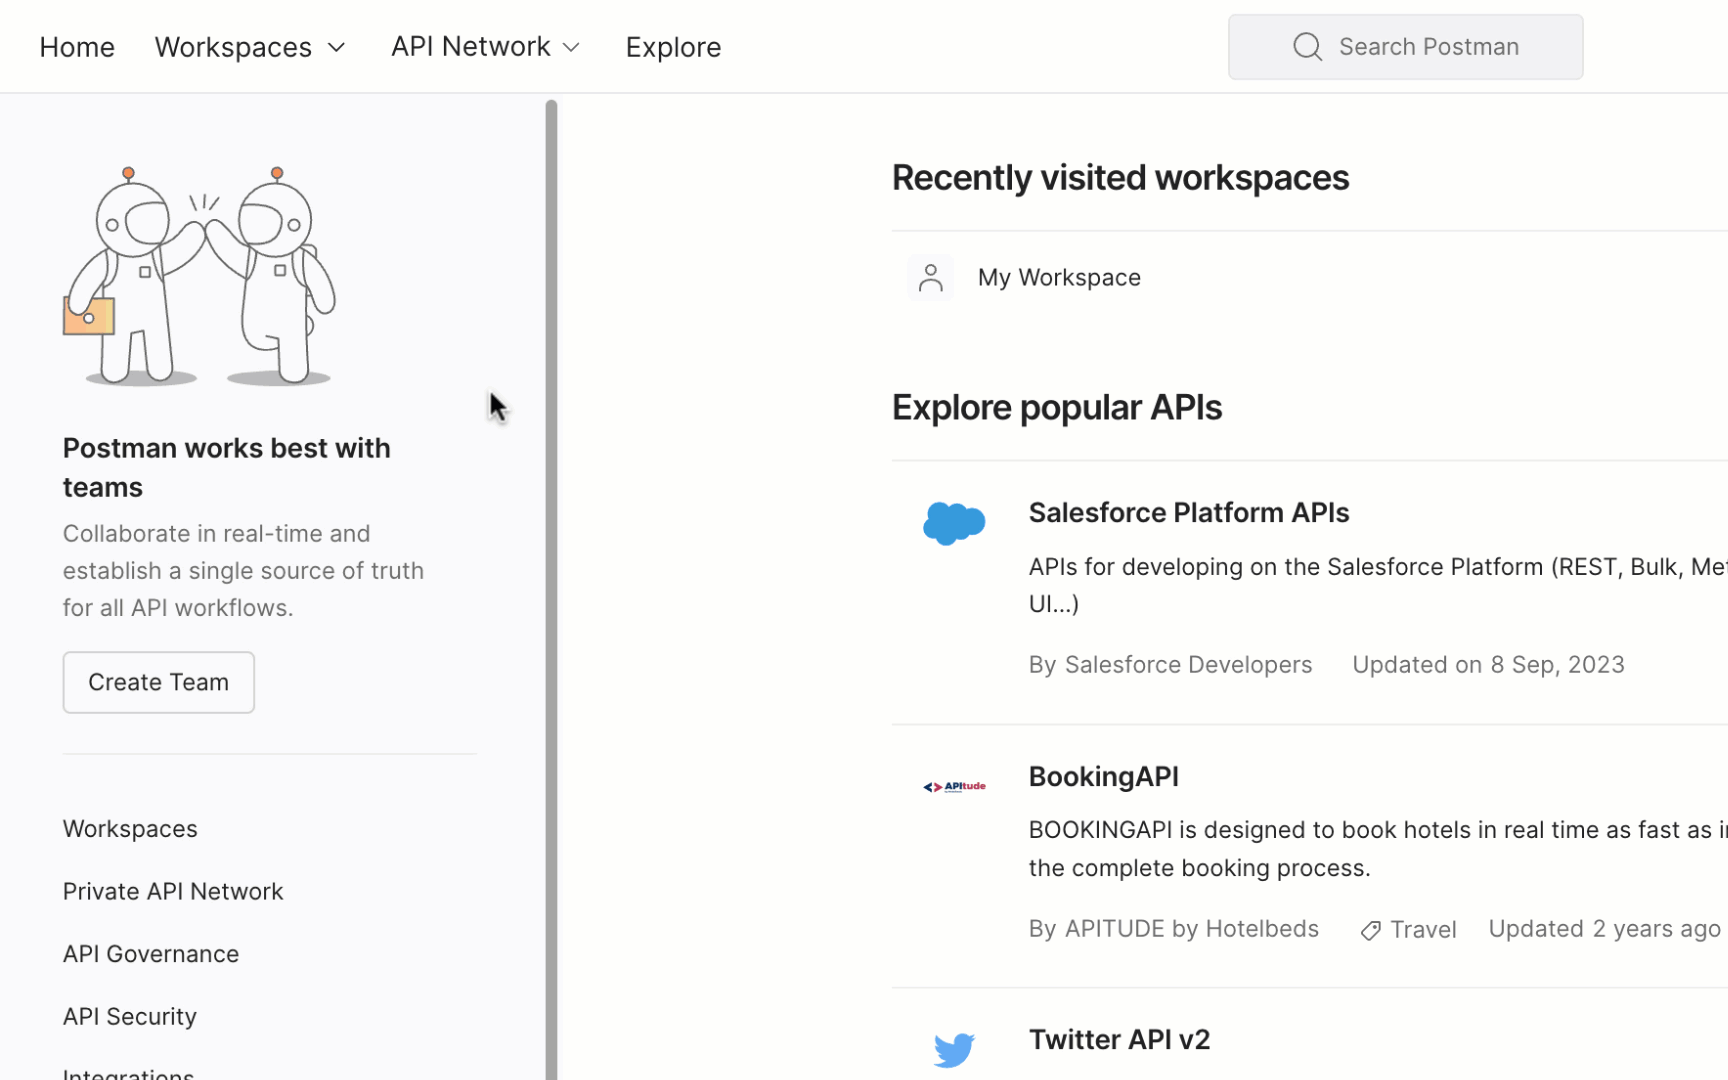 Home
Workspaces
API Network
Explore
Search Postman
Postman works best with
teams
Collaborate in real-time and
establish a single source of truth
for all API workflows.
Create Team
Workspaces
Private API Network
API Governance
API Security
Integrations
Recently visited workspaces
My Workspace
Explore popular APIs
Salesforce Platform APIs
APIs for developing on the Salesforce Platform (REST, Bulk,
UI...)
By Salesforce Developers
Updated on 8 Sep, 2023
APItude
BookingAPI
BOOKINGAPI is designed to book hotels in real time as fast as
the complete booking process.
By APITUDE by Hotelbeds
Travel
Updated 2 years ago
Twitter API v2